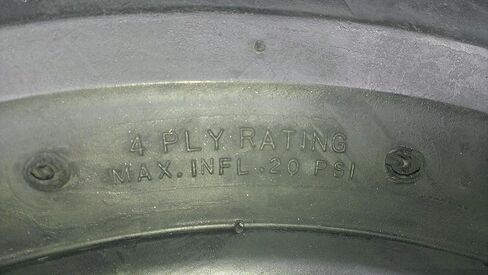 4 PLY RATING
MAX. INFL. 20 PSI